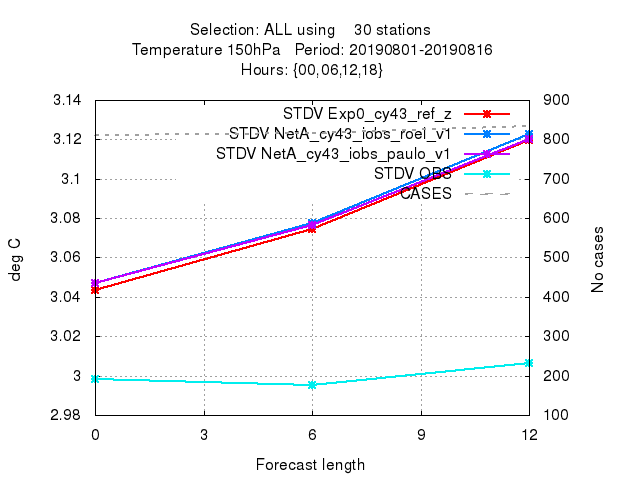 Selection: ALL using 30 stations
Temperature 150hPa Period: 20190801-20190816
Hours: {00,06,12,18}
3.14 900
STDV Exp0_cy43_ref_z
3.12 STDV NetA_cy43_iobs_roel_v1 800
STDV NetA_cy43_iobs_paulo_v1
3.1 STDV OBS 700
CASES
3.08 600
deg C
3.06 500
No cases
3.04 400
3.02 300
3 200
2.98 100
0 3 6 9 12
Forecast length